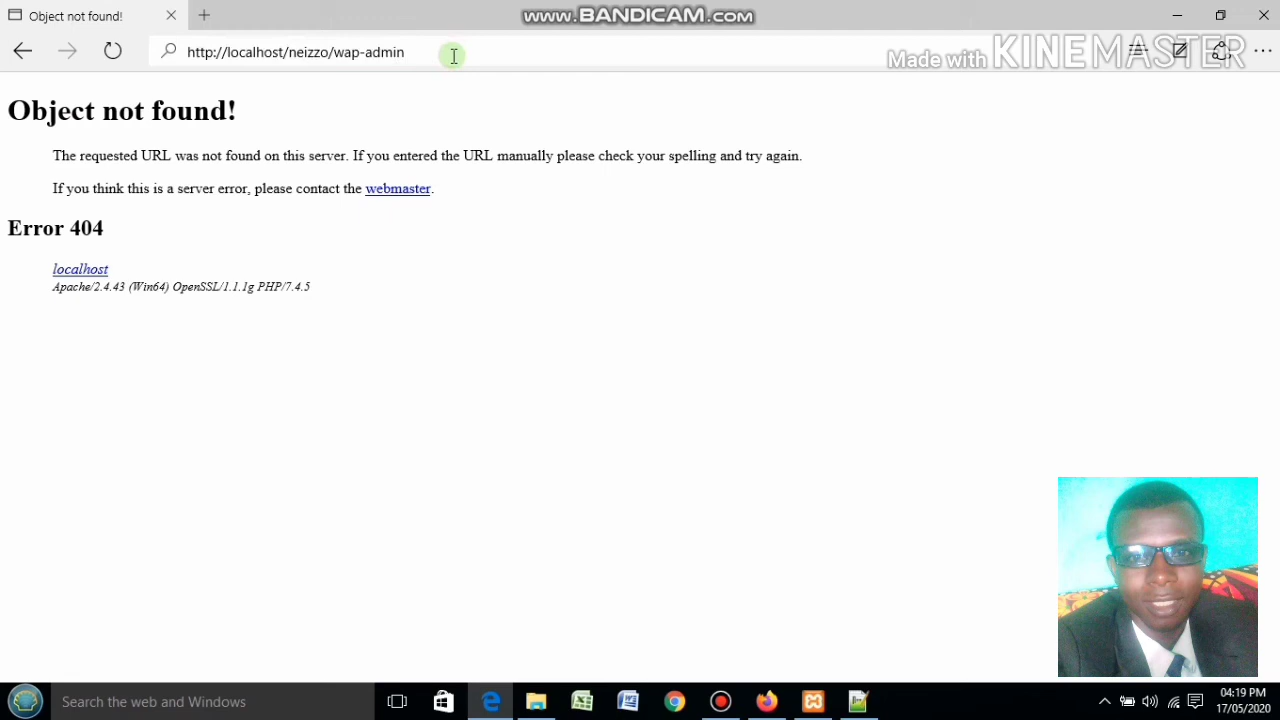 Object not found!
www.BANDICAM.com
http://localhost/neizzo/wap-admin
Made with KINEMASTER
Object not found!
The requested URL was not found on this server. If you entered the URL manually please check your spelling and try again.
If you think this is a server error, please contact the webmaster.
Error 404
localhost
Apache/2.4.43 (Win64) OpenSSL/1.1.1g PHP/7.4.5
Search the web and Windows
04:19 PM
17/05/2020